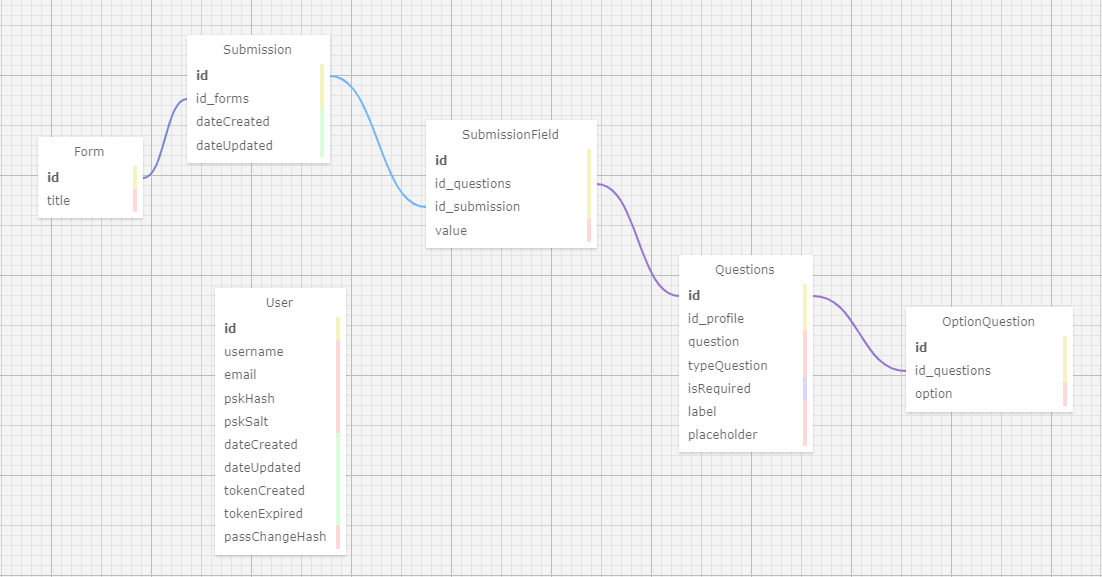 Submission
id
id_forms
dateCreated
dateUpdated
Form
id
title
SubmissionField
id
id_questions
id_submission
value
User
id
username
email
pskHash
pskSalt
dateCreated
dateUpdated
tokenCreated
tokenExpired
passChangeHash
Questions
id
id_profile
question
typeQuestion
isRequired
label
placeholder
OptionQuestion
id
id_questions
option